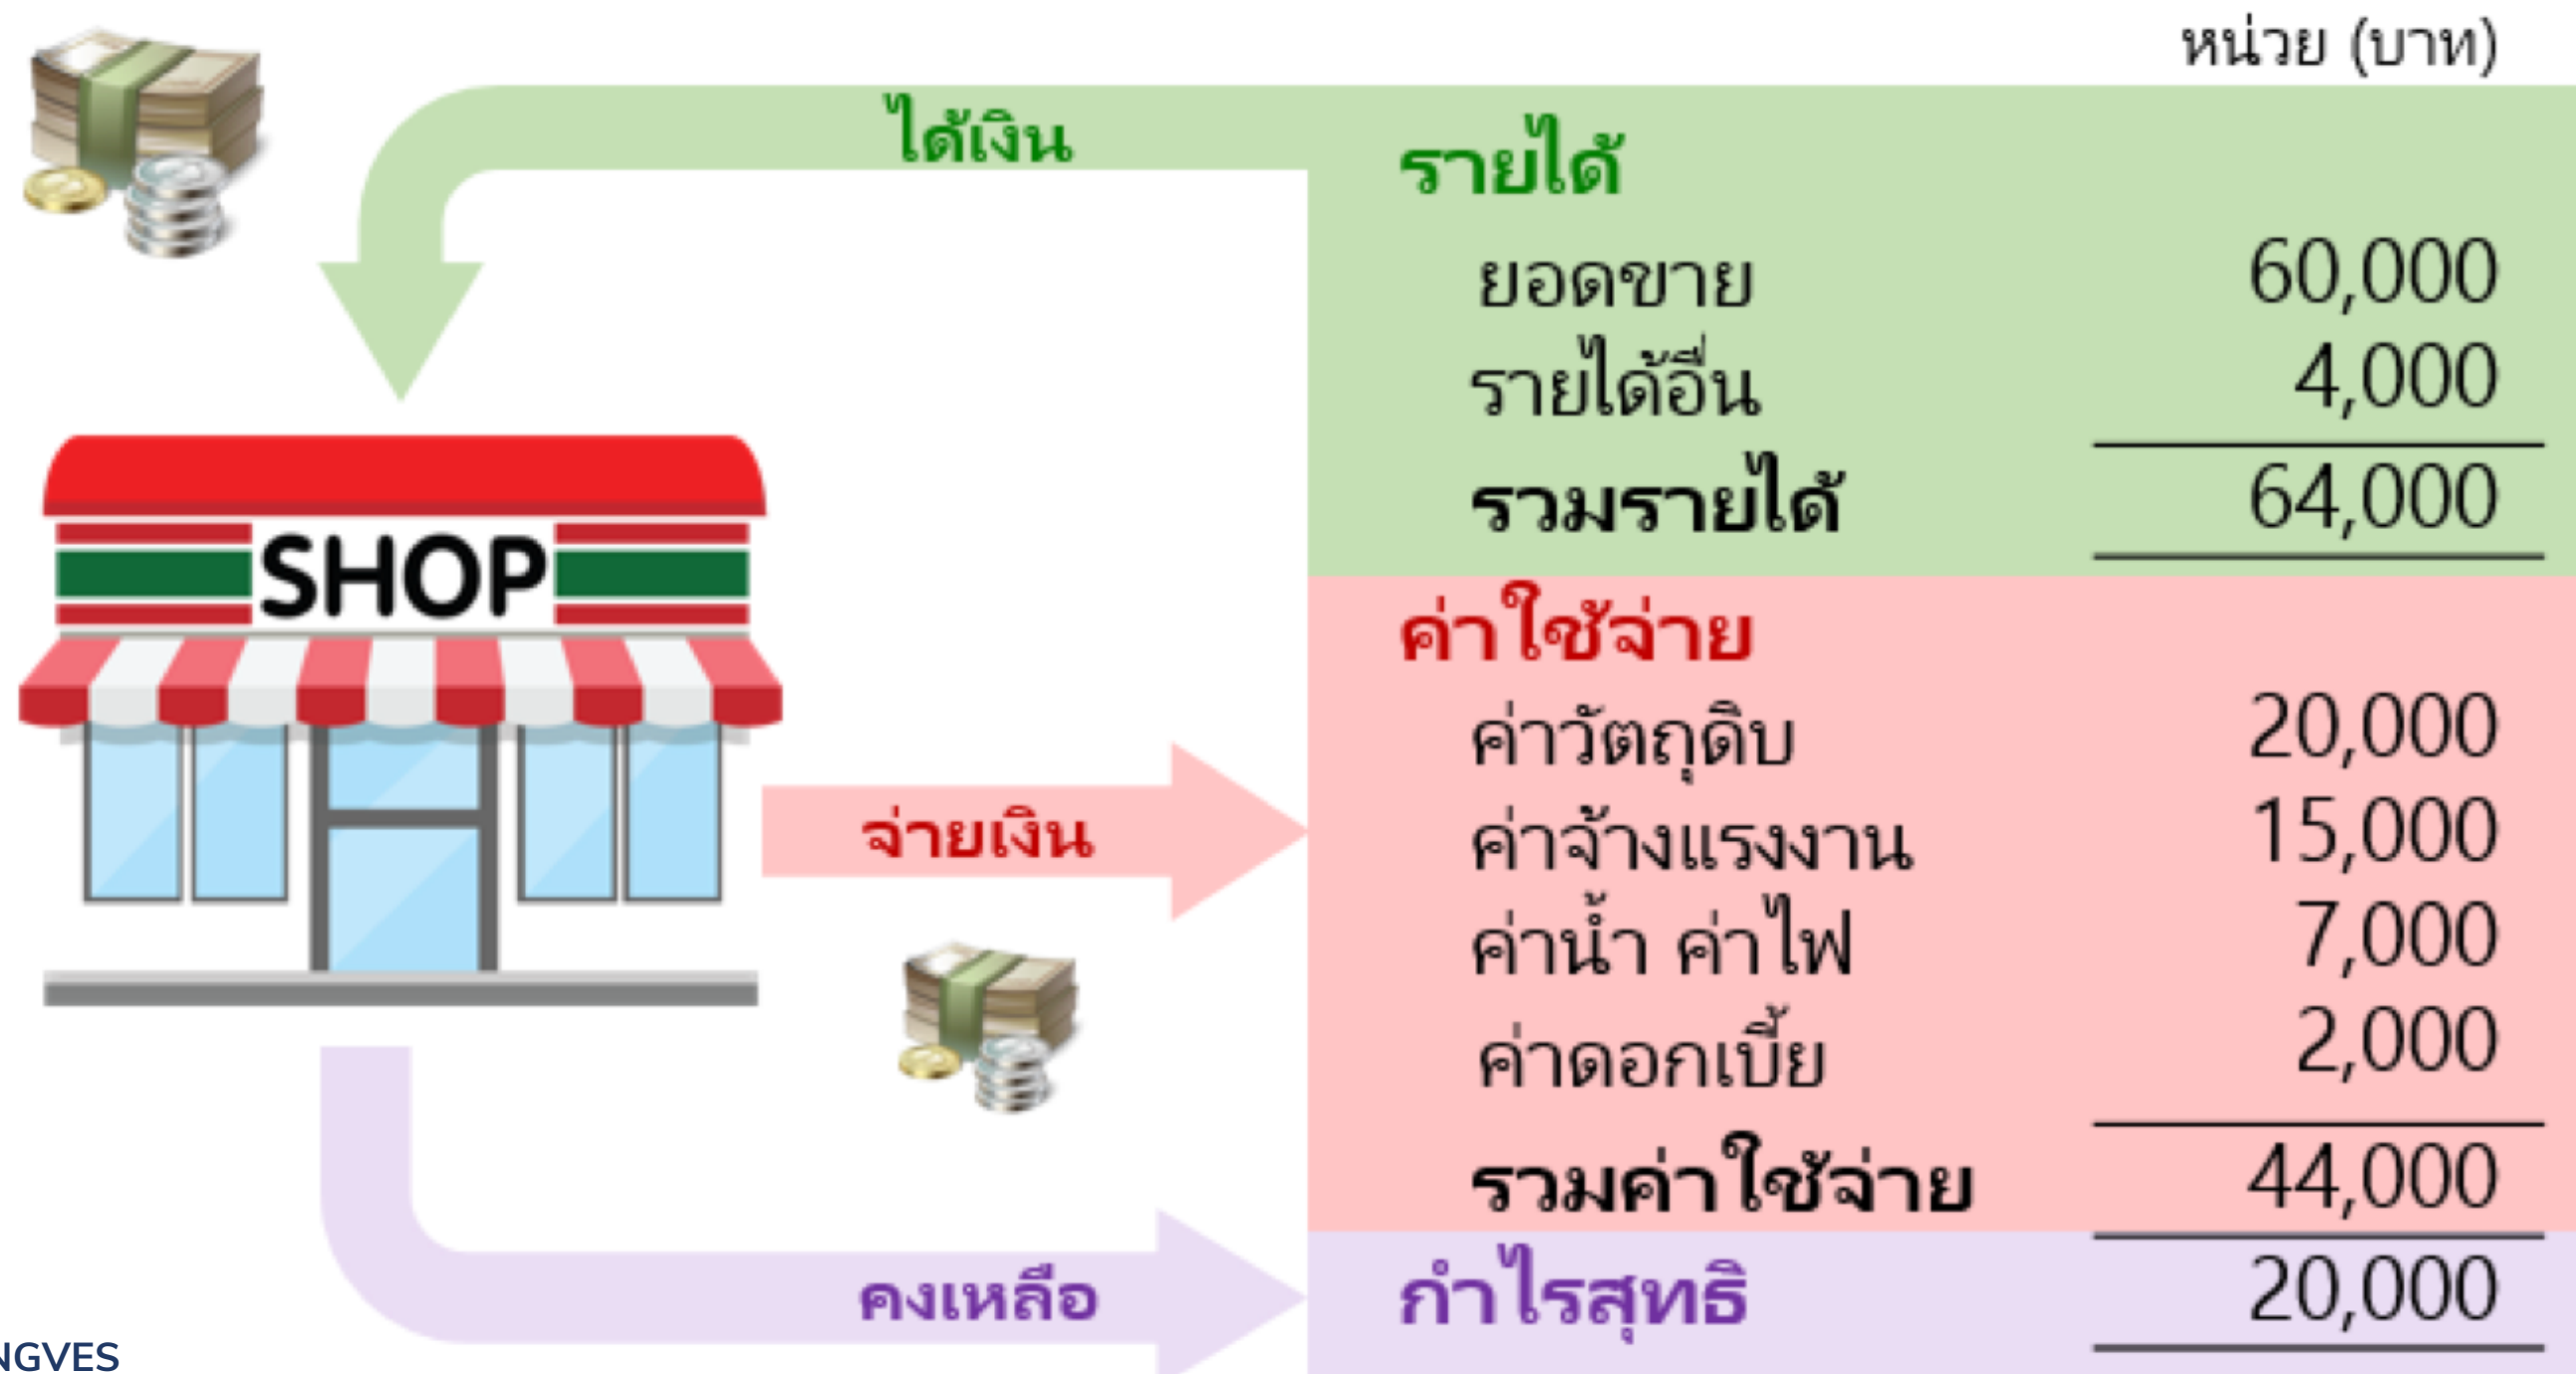 หน่วย (บาท)
ได้เงิน
รายได้
ยอดขาย 60,000
รายได้อื่น 4,000
รวมรายได้ 64,000
SHOP
ค่าใช้จ่าย
ค่าวัตถุดิบ 20,000
ค่าจ้างแรงงาน 15,000
จ่ายเงิน
ค่าน้ำ ค่าไฟ 7,000
ค่าดอกเบี้ย 2,000
รวมค่าใช้จ่าย 44,000
คงเหลือ
กำไรสุทธิ 20,000
NGVES